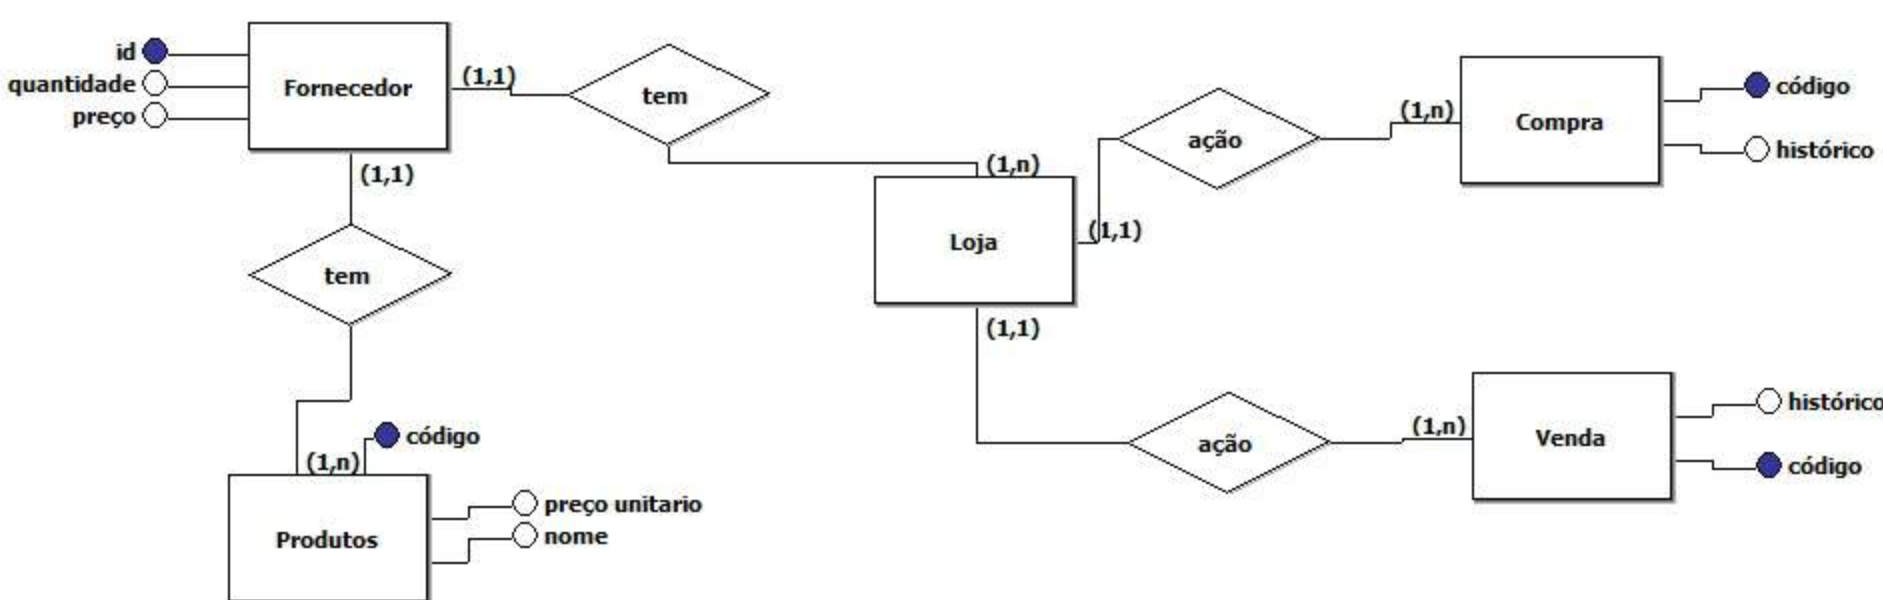 id
quantidade
preço
Fornecedor
(1,1)
tem
(1,1)
tem
(1,n)
Loja
(1,1)
ação
(1,n)
Compra
código
histórico
(1,1)
ação
(1,n)
Venda
histórico
código
código
(1,n)
Produtos
preço unitario
nome